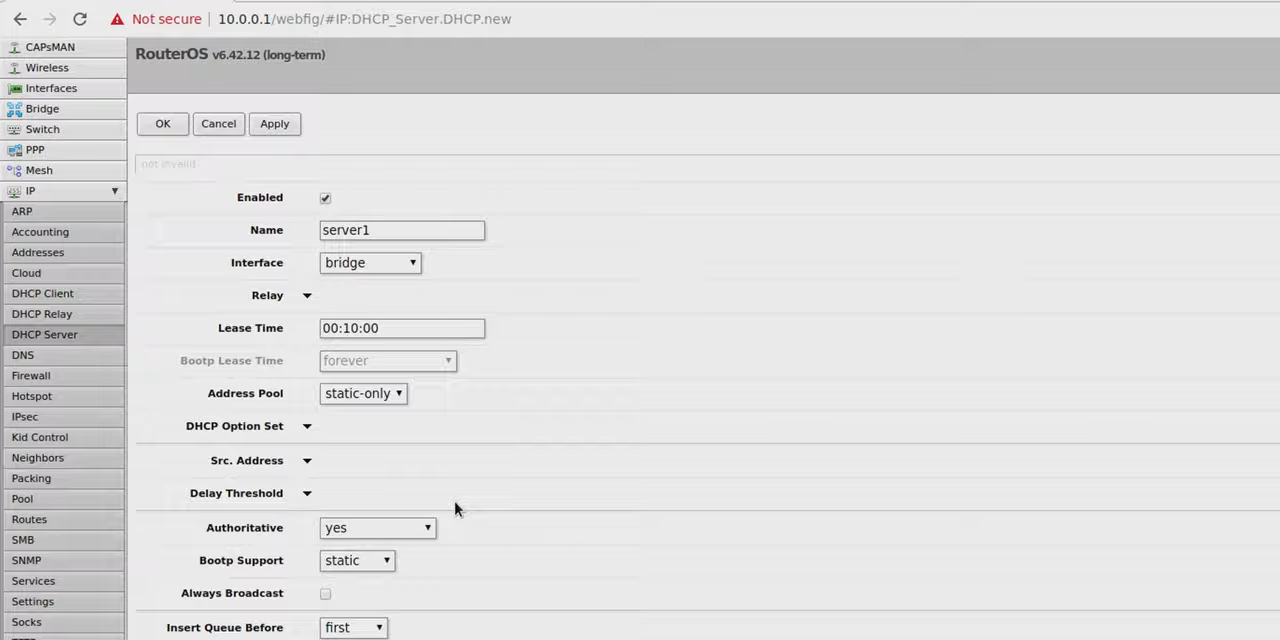 Not secure 10.0.0.1/webfig/#IP:DHCP_Server.DHCP.new
CAPsMAN
Wireless
Interfaces
Bridge
Switch
PPP
Mesh
IP
ARP
Accounting
Addresses
Cloud
DHCP Client
DHCP Relay
DHCP Server
DNS
Firewall
Hotspot
IPsec
Kid Control
Neighbors
Packing
Pool
Routes
SMB
SNMP
Services
Settings
Socks
RouterOS v6.42.12 (long-term)
OK Cancel Apply
not invalid
Enabled
Name server1
Interface bridge
Relay
Lease Time 00:10:00
Bootp Lease Time forever
Address Pool static-only
DHCP Option Set
Src. Address
Delay Threshold
Authoritative yes
Bootp Support static
Always Broadcast
Insert Queue Before first